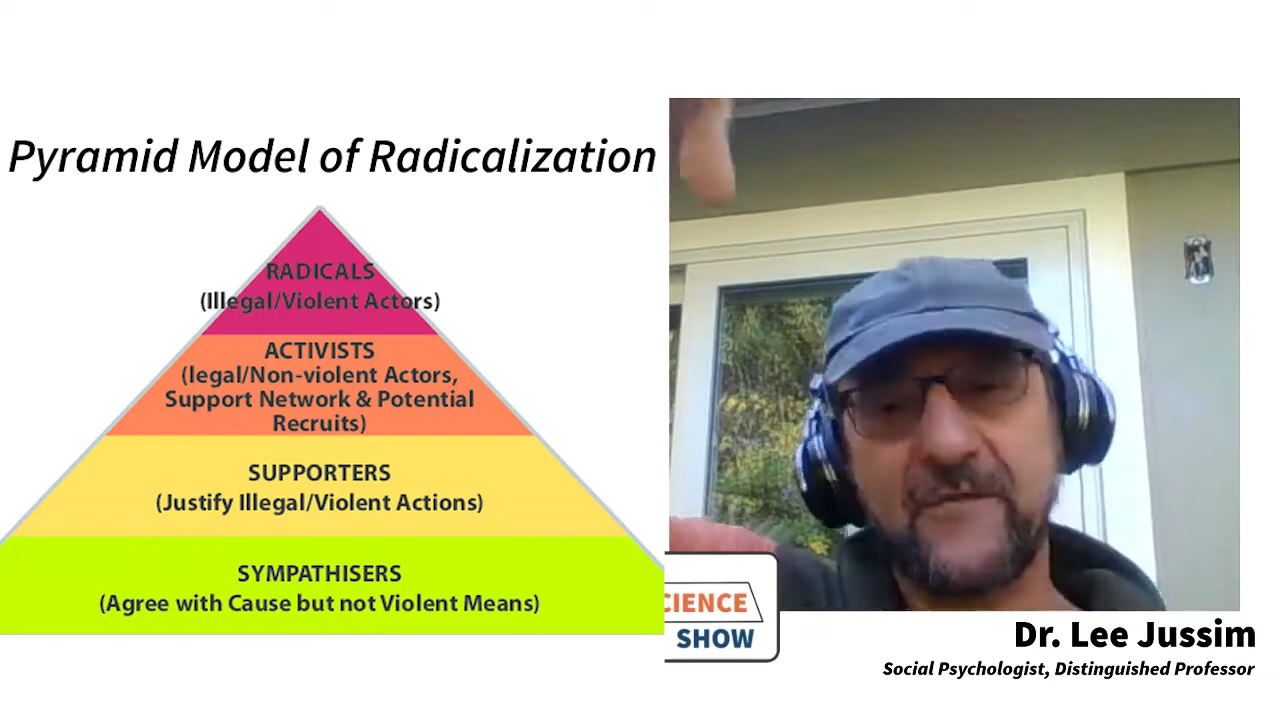 Pyramid Model of Radicalization
RADICALS
(Illegal/Violent Actors)
ACTIVISTS
(legal/Non-violent Actors,
Support Network & Potential
Recruits)
SUPPORTERS
(Justify Illegal/Violent Actions)
SYMPATHISERS
(Agree with Cause but not Violent Means)
CIENCE
SHOW
Dr. Lee Jussim
Social Psychologist, Distinguished Professor